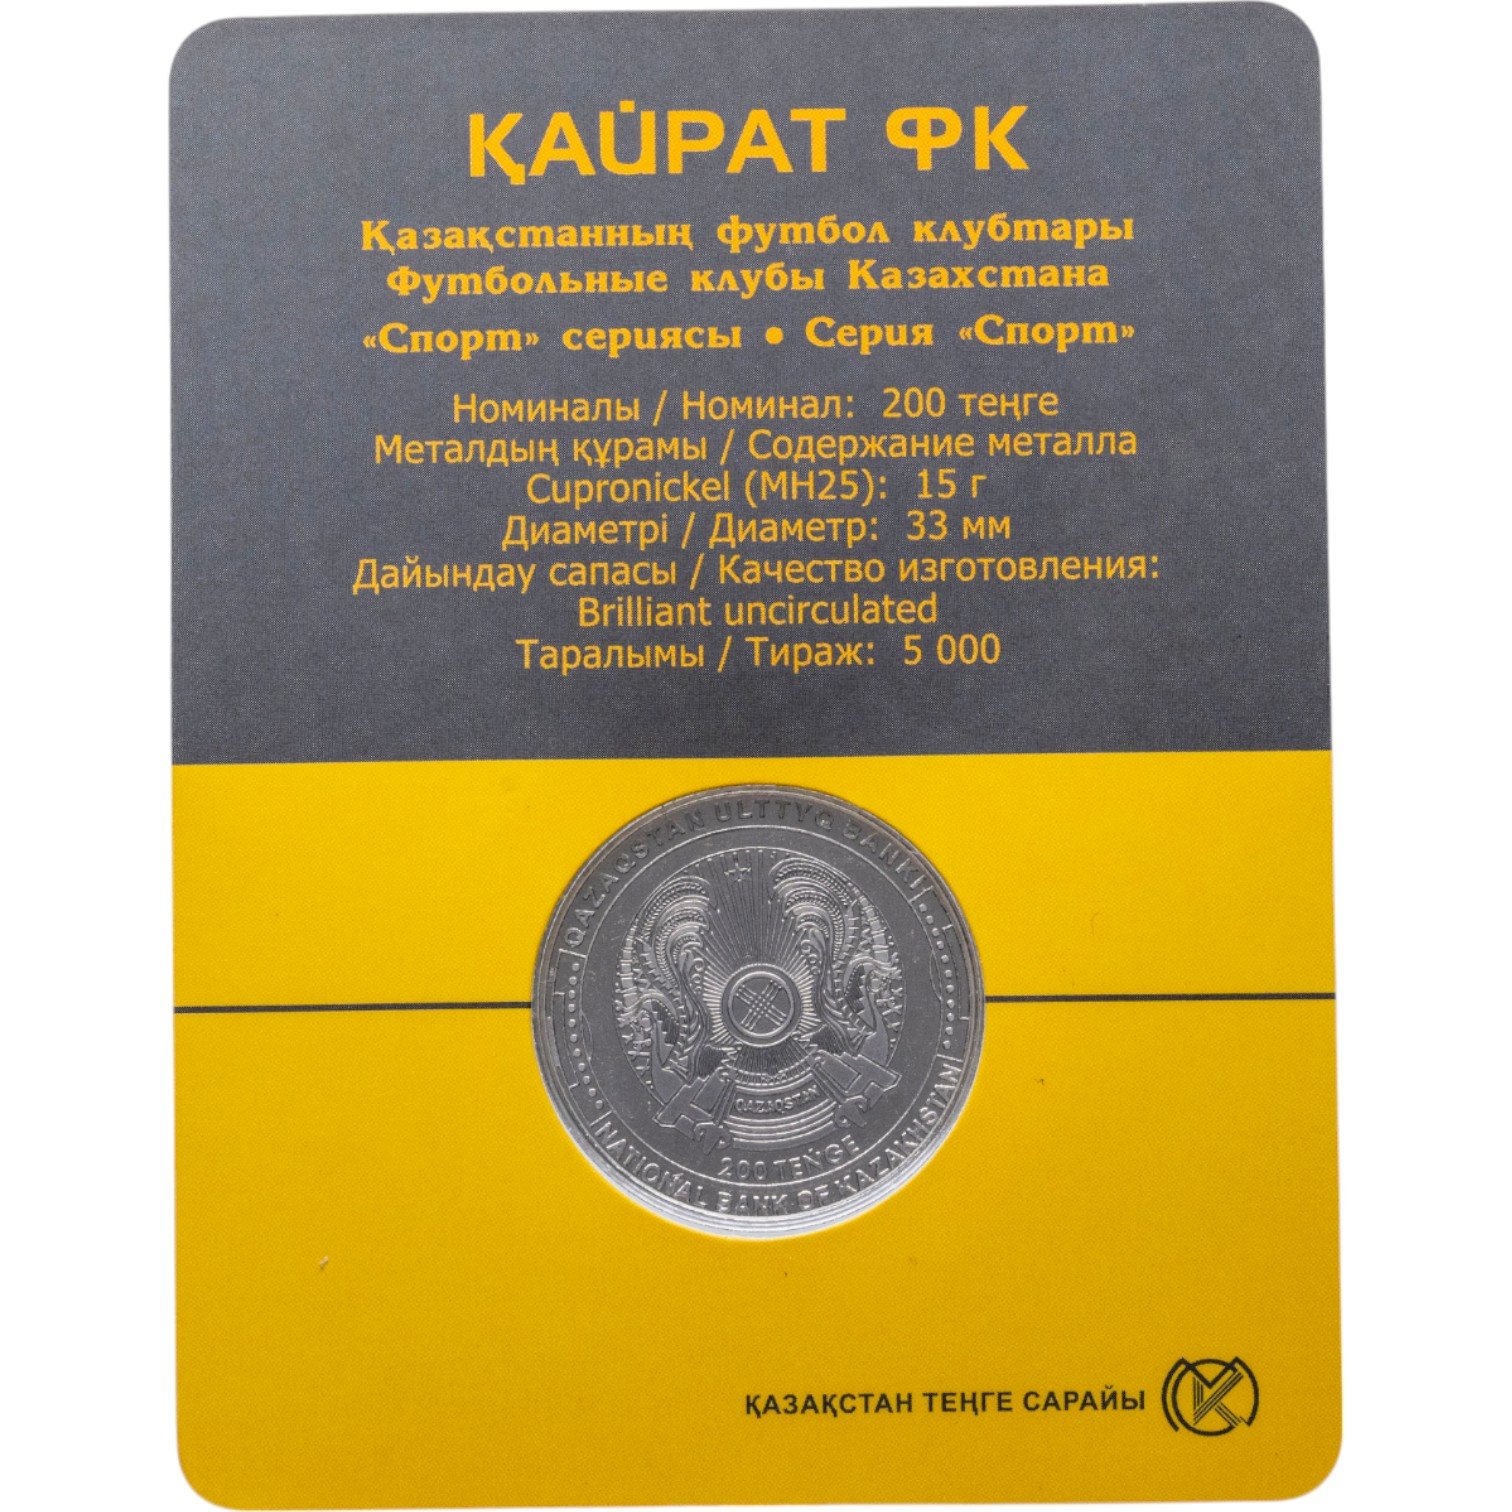 ҚАЙРАТ ФК
Қазақстанның футбол клубтары
Футбольные клубы Казахстана
«Спорт» сериясы • Серия «Спорт»
Номиналы / Номинал: 200 теңге
Металдың құрамы / Содержание металла
Cupronickel (МН25): 15 г
Диаметрі / Диаметр: 33 мм
Дайындау сапасы / Качество изготовления:
Brilliant uncirculated
Таралымы / Тираж: 5 000
QAZAQSTAN ULTTYQ BANKI
QAZAQSTAN
200 TEŃGE
NATIONAL BANK OF KAZAKHSTAN
ҚАЗАҚСТАН ТЕҢГЕ САРАЙЫ